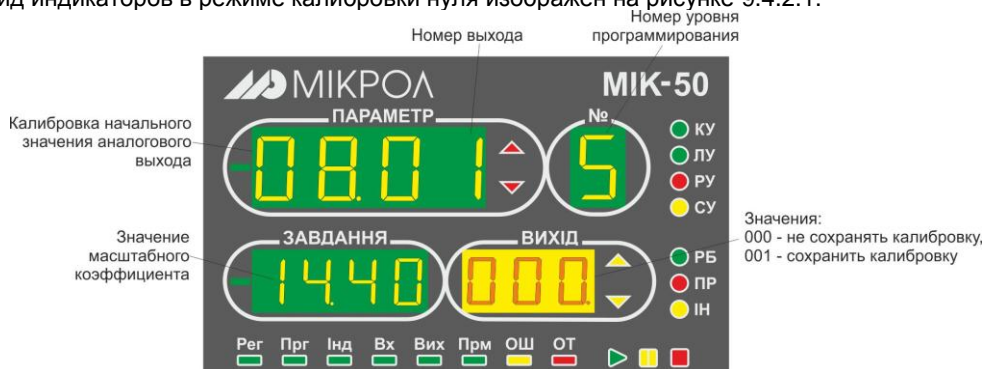 ид индикаторов в режиме калибровки нуля изображен на рисунке 9.4.2.1.
Номер уровня
программирования
Номер выхода
МІКРОЛ
МІК-50
ПАРАМЕТР
№
Калибровка начального
значения аналогового
выхода
08.01
5
КУ
ЛУ
РУ
СУ
Значение
масштабного
коэффициента
ЗАВДАННЯ
ВИХІД
14.40
000.
РБ
ПР
ІН
Значения:
000 - не сохранять калибровку,
001 - сохранить калибровку
Рег Прг Інд Вх Вих Прм ОШ ОТ